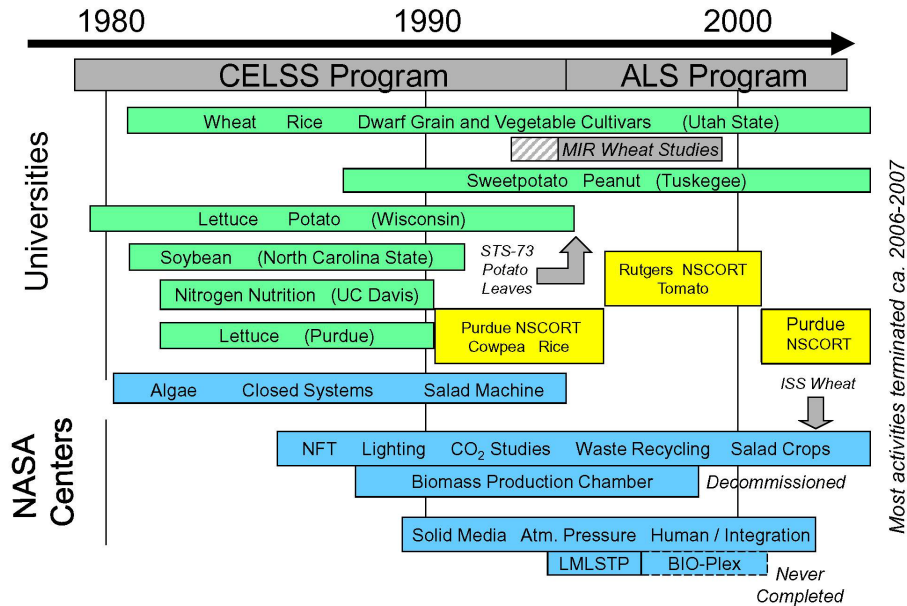 1980 1990 2000
CELSS Program ALS Program
Universities
Wheat Rice Dwarf Grain and Vegetable Cultivars (Utah State)
MIR Wheat Studies
Sweetpotato Peanut (Tuskegee)
Lettuce Potato (Wisconsin)
STS-73
Potato
Leaves
Soybean (North Carolina State)
Rutgers NSCORT
Tomato
Nitrogen Nutrition (UC Davis)
Lettuce (Purdue)
Purdue NSCORT
Cowpea Rice
Purdue
NSCORT
Algae Closed Systems Salad Machine
ISS Wheat
NASA
Centers
NFT Lighting CO₂ Studies Waste Recycling Salad Crops
Biomass Production Chamber
Decommissioned
Solid Media Atm. Pressure Human / Integration
LMLSTP
BIO-Plex
Never
Completed
Most activities terminated ca. 2006-2007